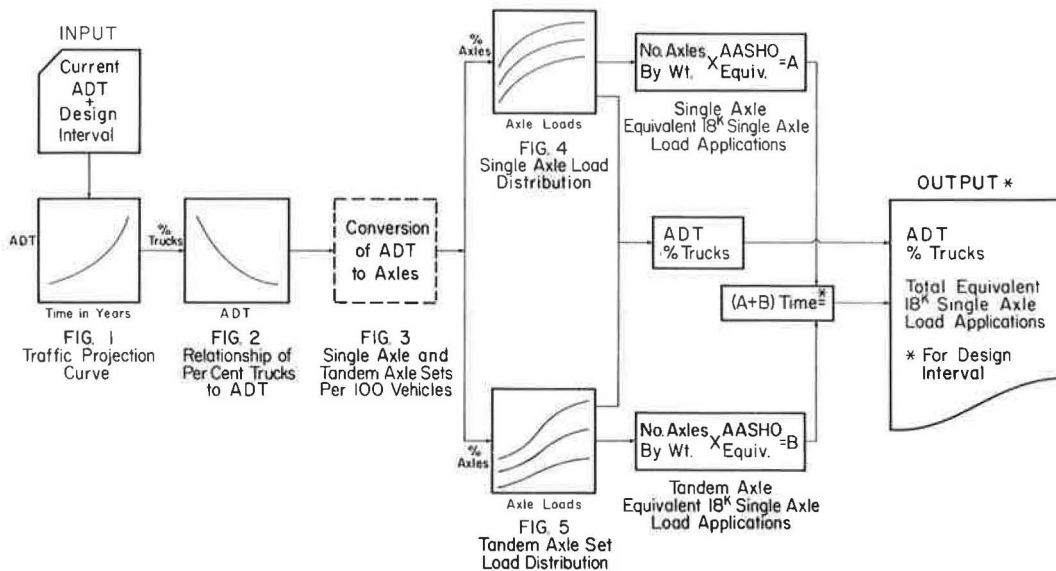 INPUT
Current
ADT
+
Design
Interval
ADT
Time in Years
FIG. 1
Traffic Projection
Curve
%
Trucks
ADT
FIG. 2
Relationship of
Per Cent Trucks
to ADT
Conversion
of ADT
to Axles
FIG. 3
Single Axle and
Tandem Axle Sets
Per 100 Vehicles
%
Axles
Axle Loads
FIG. 4
Single Axle Load
Distribution
No. Axles X AASHO =A
By Wt. Equiv.
Single Axle
Equivalent 18K Single Axle
Load Applications
ADT
% Trucks
(A+B) Time=*
%
Axles
Axle Loads
FIG. 5
Tandem Axle Set
Load Distribution
No. Axles X AASHO =B
By Wt. Equiv.
Tandem Axle
Equivalent 18K Single Axle
Load Applications
OUTPUT *
ADT
% Trucks
Total Equivalent
18K Single Axle
Load Applications
* For Design
Interval